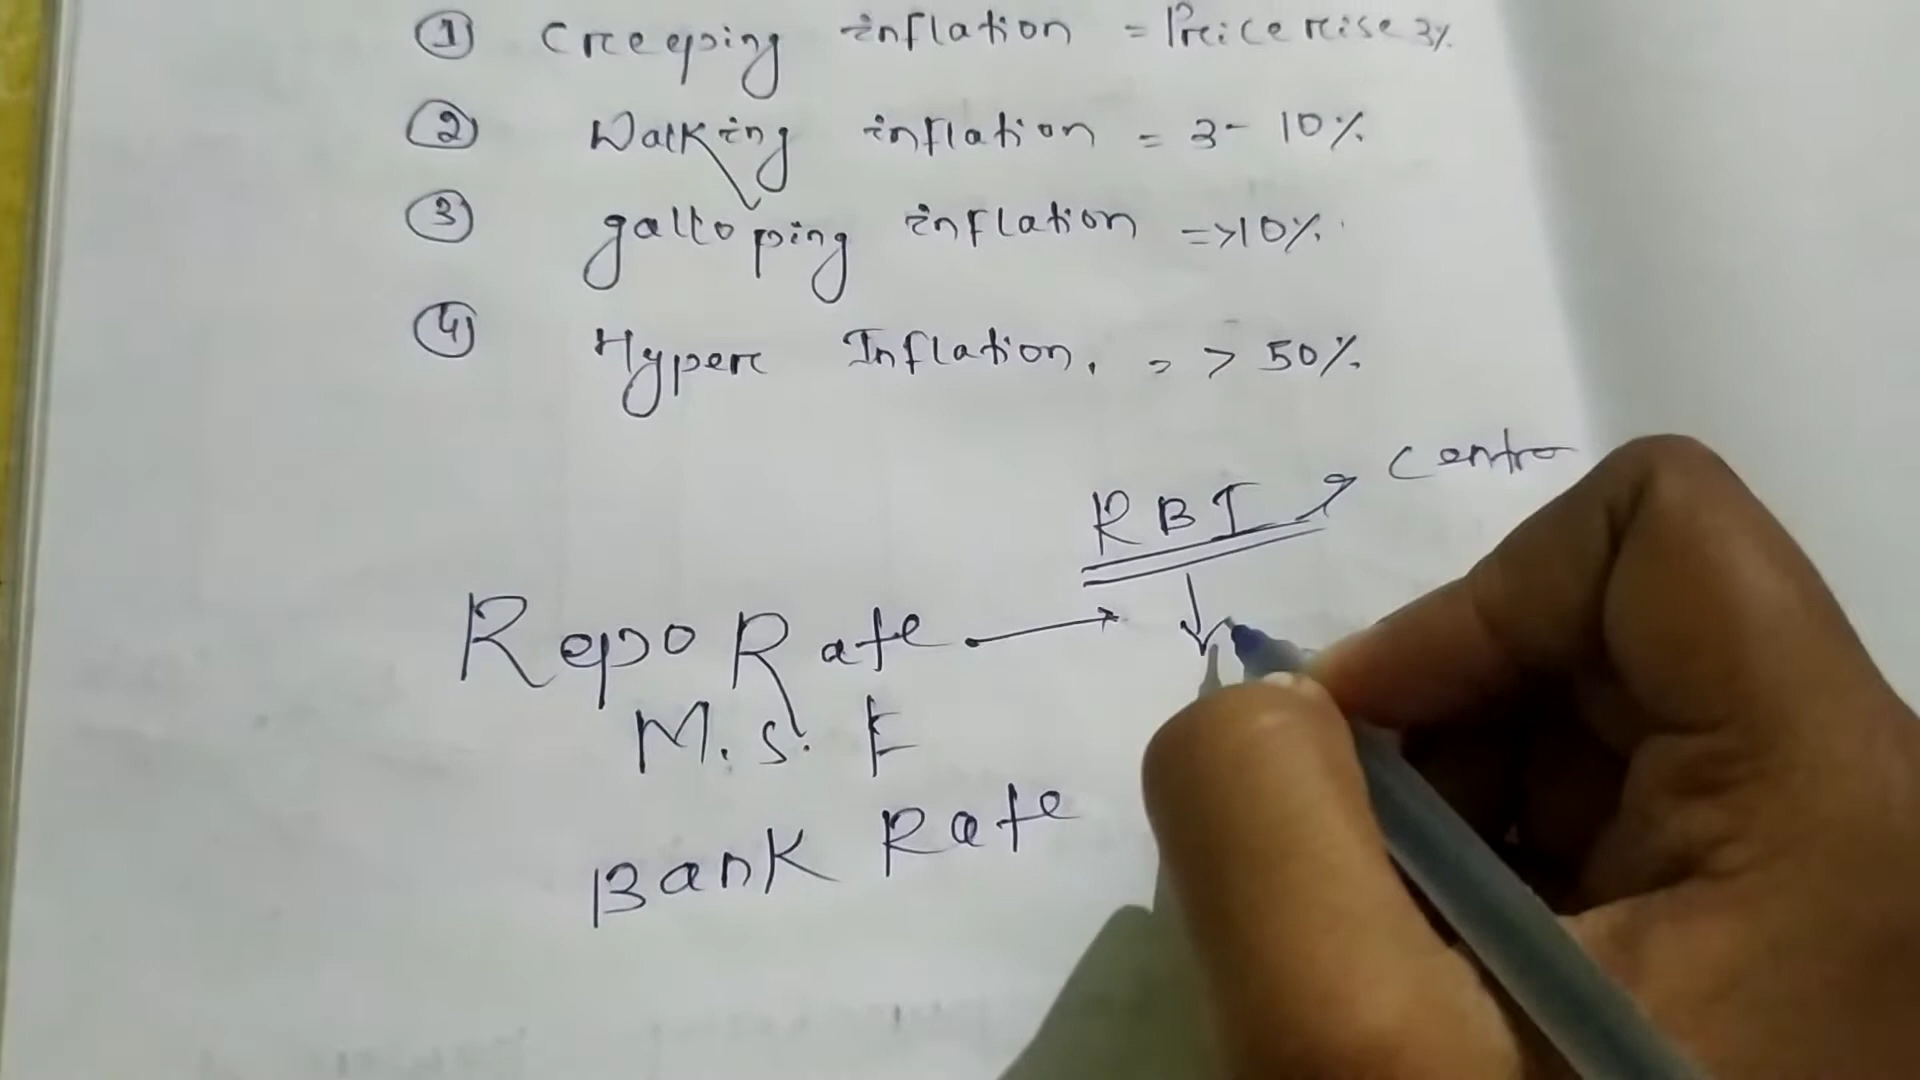 ① Creeping inflation = Price rise 3%
② Walking inflation = 3- 10%
③ galloping inflation => 10%
④ Hyper Inflation. = > 50%
RBI → Centra
Repo Rate →
M.S. F
Bank Rate